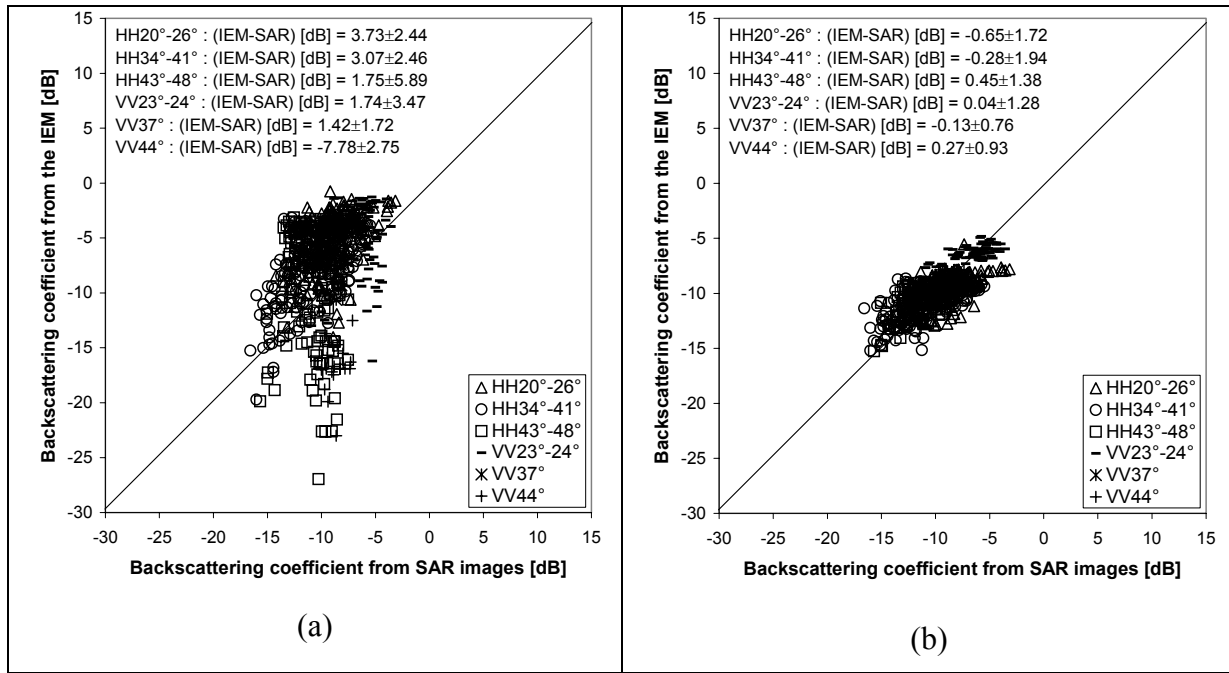 HH20°-26° : (IEM-SAR) [dB] = 3.73±2.44
HH34°-41° : (IEM-SAR) [dB] = 3.07±2.46
HH43°-48° : (IEM-SAR) [dB] = 1.75±5.89
VV23°-24° : (IEM-SAR) [dB] = 1.74±3.47
VV37° : (IEM-SAR) [dB] = 1.42±1.72
VV44° : (IEM-SAR) [dB] = -7.78±2.75
Backscattering coefficient from the IEM [dB]
15
10
5
0
-5
-10
-15
-20
-25
-30
HH20°-26°
HH34°-41°
HH43°-48°
VV23°-24°
VV37°
VV44°
-30 -25 -20 -15 -10 -5 0 5 10 15
Backscattering coefficient from SAR images [dB]
(a)
HH20°-26° : (IEM-SAR) [dB] = -0.65±1.72
HH34°-41° : (IEM-SAR) [dB] = -0.28±1.94
HH43°-48° : (IEM-SAR) [dB] = 0.45±1.38
VV23°-24° : (IEM-SAR) [dB] = 0.04±1.28
VV37° : (IEM-SAR) [dB] = -0.13±0.76
VV44° : (IEM-SAR) [dB] = 0.27±0.93
Backscattering coefficient from the IEM [dB]
15
10
5
0
-5
-10
-15
-20
-25
-30
HH20°-26°
HH34°-41°
HH43°-48°
VV23°-24°
VV37°
VV44°
-30 -25 -20 -15 -10 -5 0 5 10 15
Backscattering coefficient from SAR images [dB]
(b)